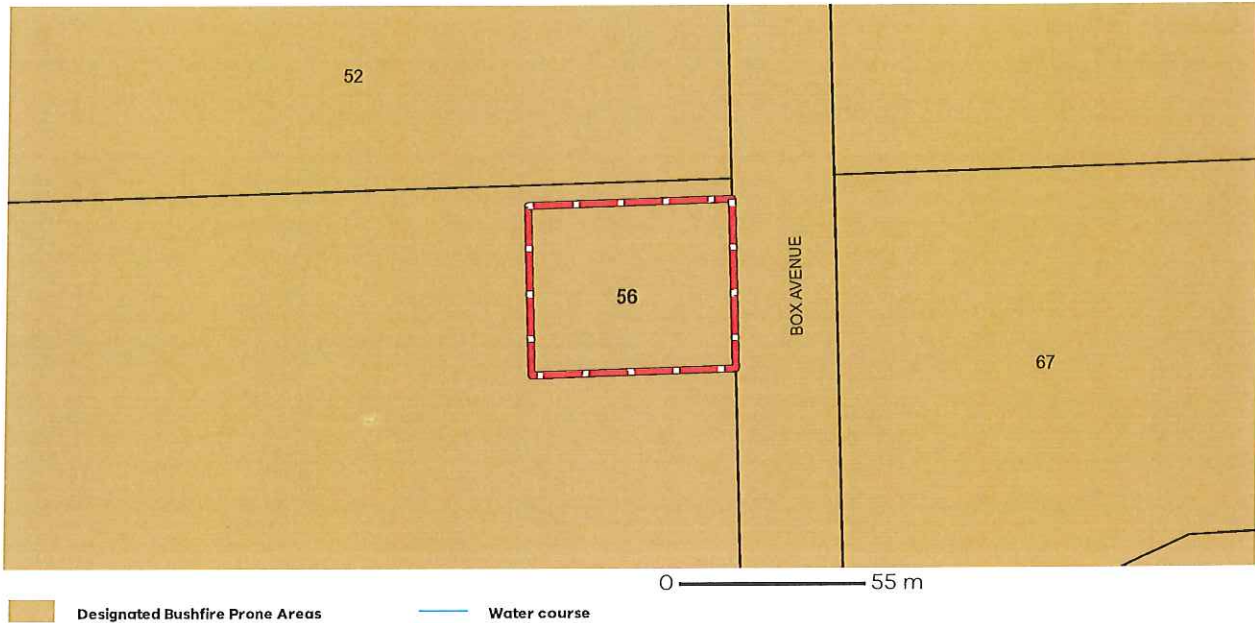 52
56
BOX AVENUE
67
0 55 m
Designated Bushfire Prone Areas
Water course